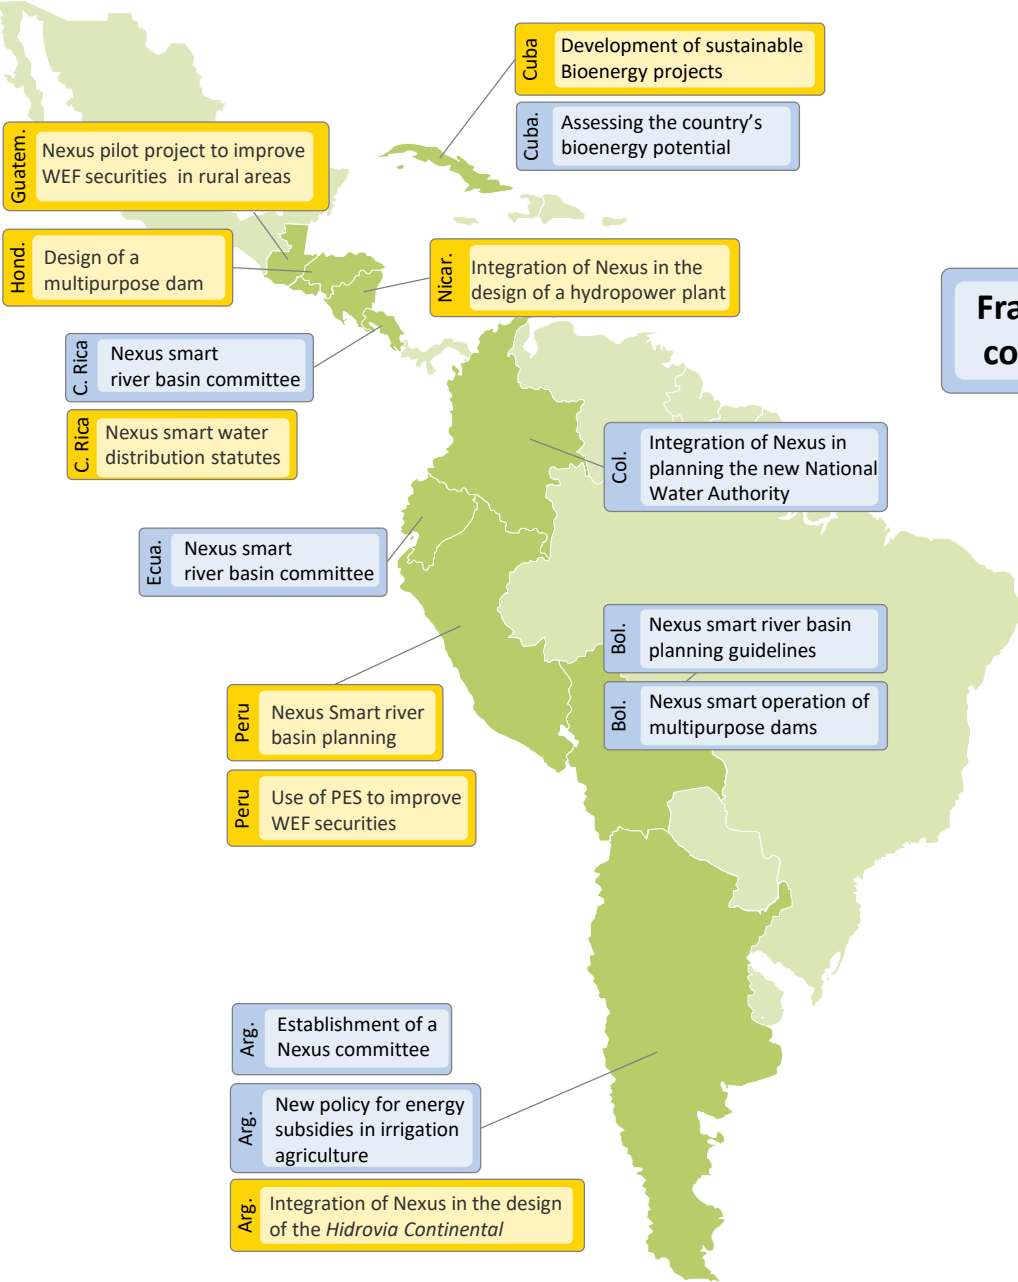 Cuba
Development of sustainable
Bioenergy projects
Cuba.
Assessing the country's
bioenergy potential
Guatem.
Nexus pilot project to improve
WEF securities in rural areas
Hond.
Design of a
multipurpose dam
Nicar.
Integration of Nexus in the
design of a hydropower plant
C. Rica
Nexus smart
river basin committee
C. Rica
Nexus smart water
distribution statutes
Col.
Integration of Nexus in
planning the new National
Water Authority
Ecua.
Nexus smart
river basin committee
Bol.
Nexus smart river basin
planning guidelines
Bol.
Nexus smart operation of
multipurpose dams
Peru
Nexus Smart river
basin planning
Peru
Use of PES to improve
WEF securities
Arg.
Establishment of a
Nexus committee
Arg.
New policy for energy
subsidies in irrigation
agriculture
Arg.
Integration of Nexus in the design
of the Hidrovia Continental